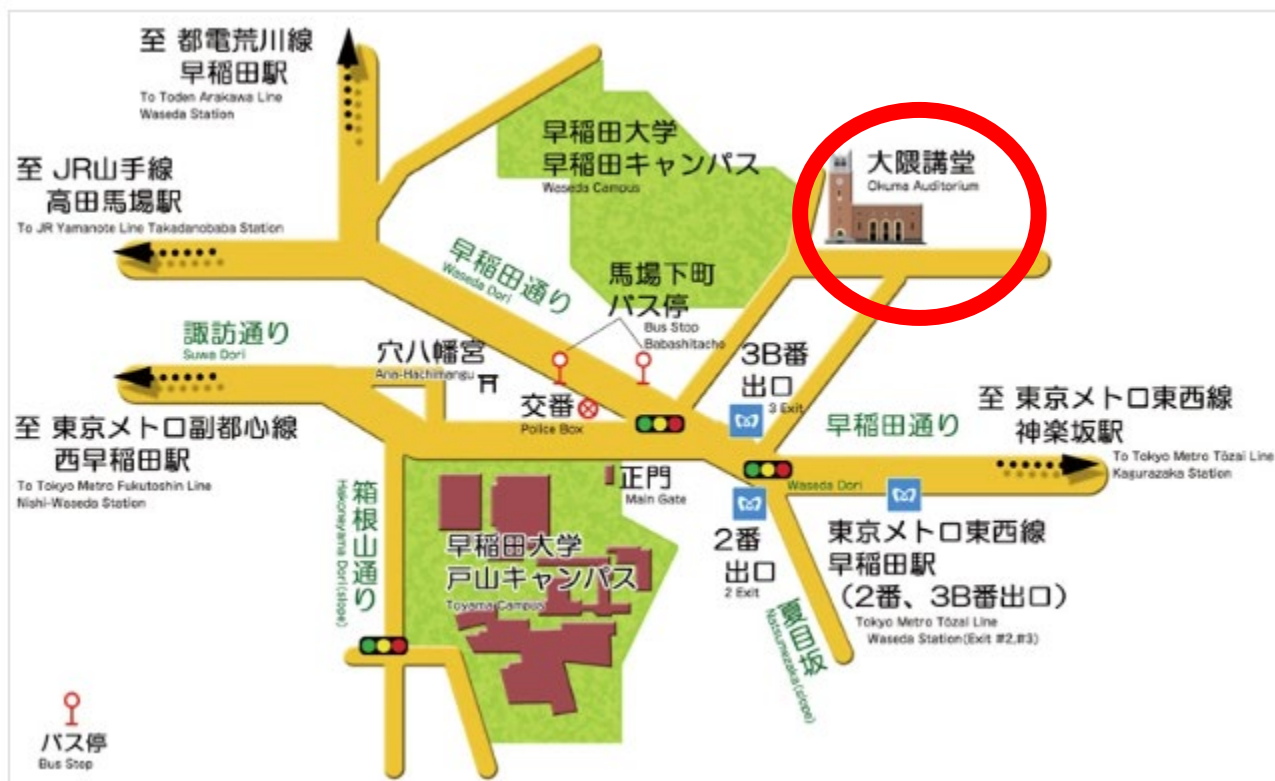 至 都電荒川線
早稲田駅
To Toden Arakawa Line
Waseda Station
至 JR山手線
高田馬場駅
To JR Yamanote Line Takadanobaba Station
早稲田大学
早稲田キャンパス
Waseda Campus
大隈講堂
Okuma Auditorium
早稲田通り
Waseda Dori
馬場下町
バス停
Bus Stop
Babashitacho
諏訪通り
Suwa Dori
穴八幡宮
Ana-Hachimangu
交番
Police Box
3B番
出口
3 Exit
早稲田通り
Waseda Dori
至 東京メトロ東西線
神楽坂駅
To Tokyo Metro Tōzai Line
Kagurazaka Station
至 東京メトロ副都心線
西早稲田駅
To Tokyo Metro Fukutoshin Line
Nishi-Waseda Station
箱根山通り
Hakoneyama Dori(slope)
正門
Main Gate
早稲田大学
戸山キャンパス
Toyama Campus
2番
出口
2 Exit
東京メトロ東西線
早稲田駅
(2番、3B番出口)
Tokyo Metro Tōzai Line
Waseda Station(Exit #2,#3)
夏目坂
Natsumezaka(slope)
バス停
Bus Stop